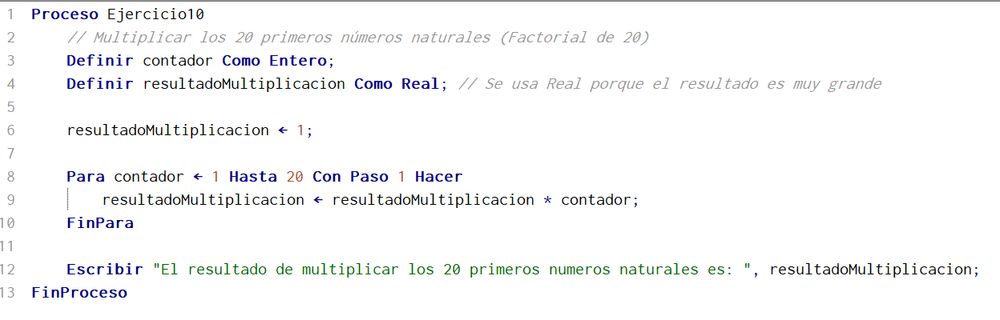 1 Proceso Ejercicio10
2 // Multiplicar los 20 primeros números naturales (Factorial de 20)
3 Definir contador Como Entero;
4 Definir resultadoMultiplicacion Como Real; // Se usa Real porque el resultado es muy grande
5
6 resultadoMultiplicacion ← 1;
7
8 Para contador ← 1 Hasta 20 Con Paso 1 Hacer
9 resultadoMultiplicacion ← resultadoMultiplicacion * contador;
10 FinPara
11
12 Escribir "El resultado de multiplicar los 20 primeros numeros naturales es: ", resultadoMultiplicacion;
13 FinProceso